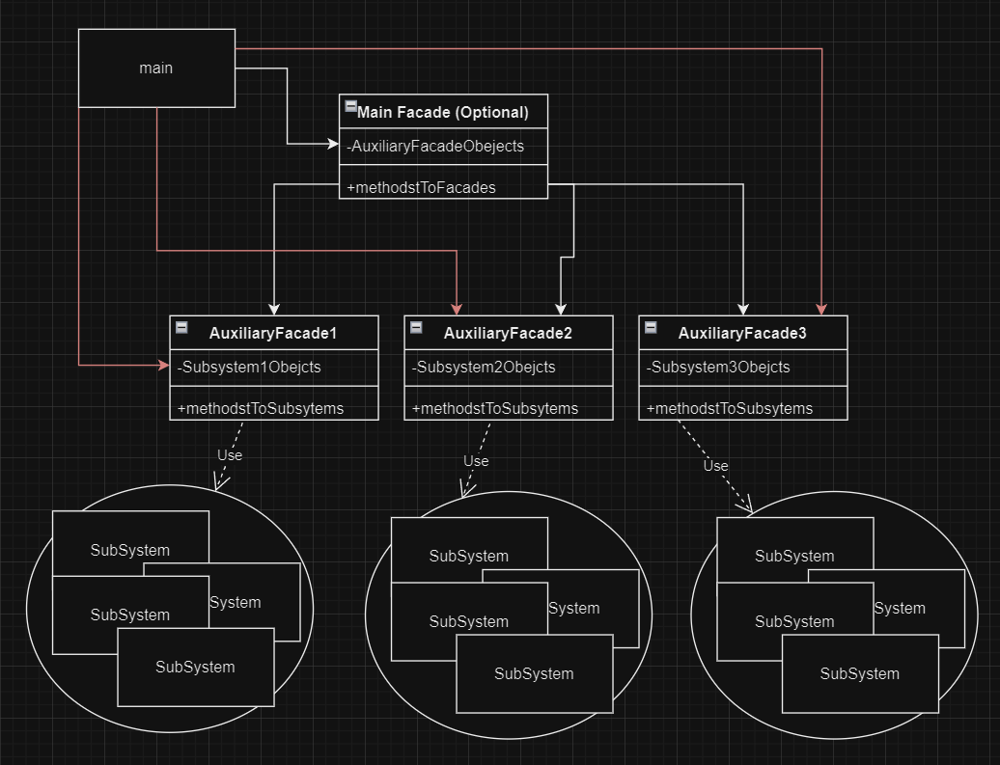 main
Main Facade (Optional)
-AuxiliaryFacadeObejects
+methodstToFacades
AuxiliaryFacade1
-Subsystem1Obejcts
+methodstToSubsytems
AuxiliaryFacade2
-Subsystem2Obejcts
+methodstToSubsytems
AuxiliaryFacade3
-Subsystem3Obejcts
+methodstToSubsytems
Use
Use
Use
SubSystem
System
SubSystem
SubSystem
SubSystem
System
SubSystem
SubSystem
SubSystem
System
SubSystem
SubSystem